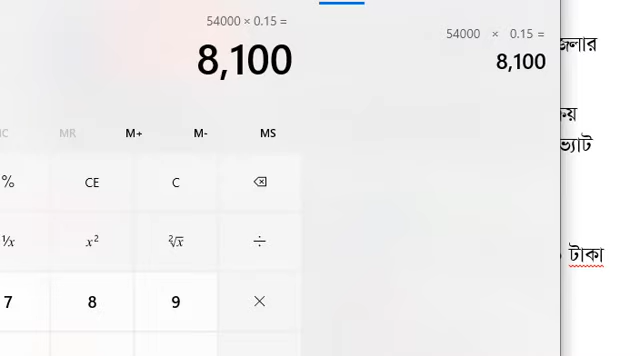 54000 × 0.15 =
8,100
54000 × 0.15 =
8,100
MR M+ M- MS
% CE C
¹/x x² ²√x ÷
7 8 9 ×
ভ্যাট
টাকা